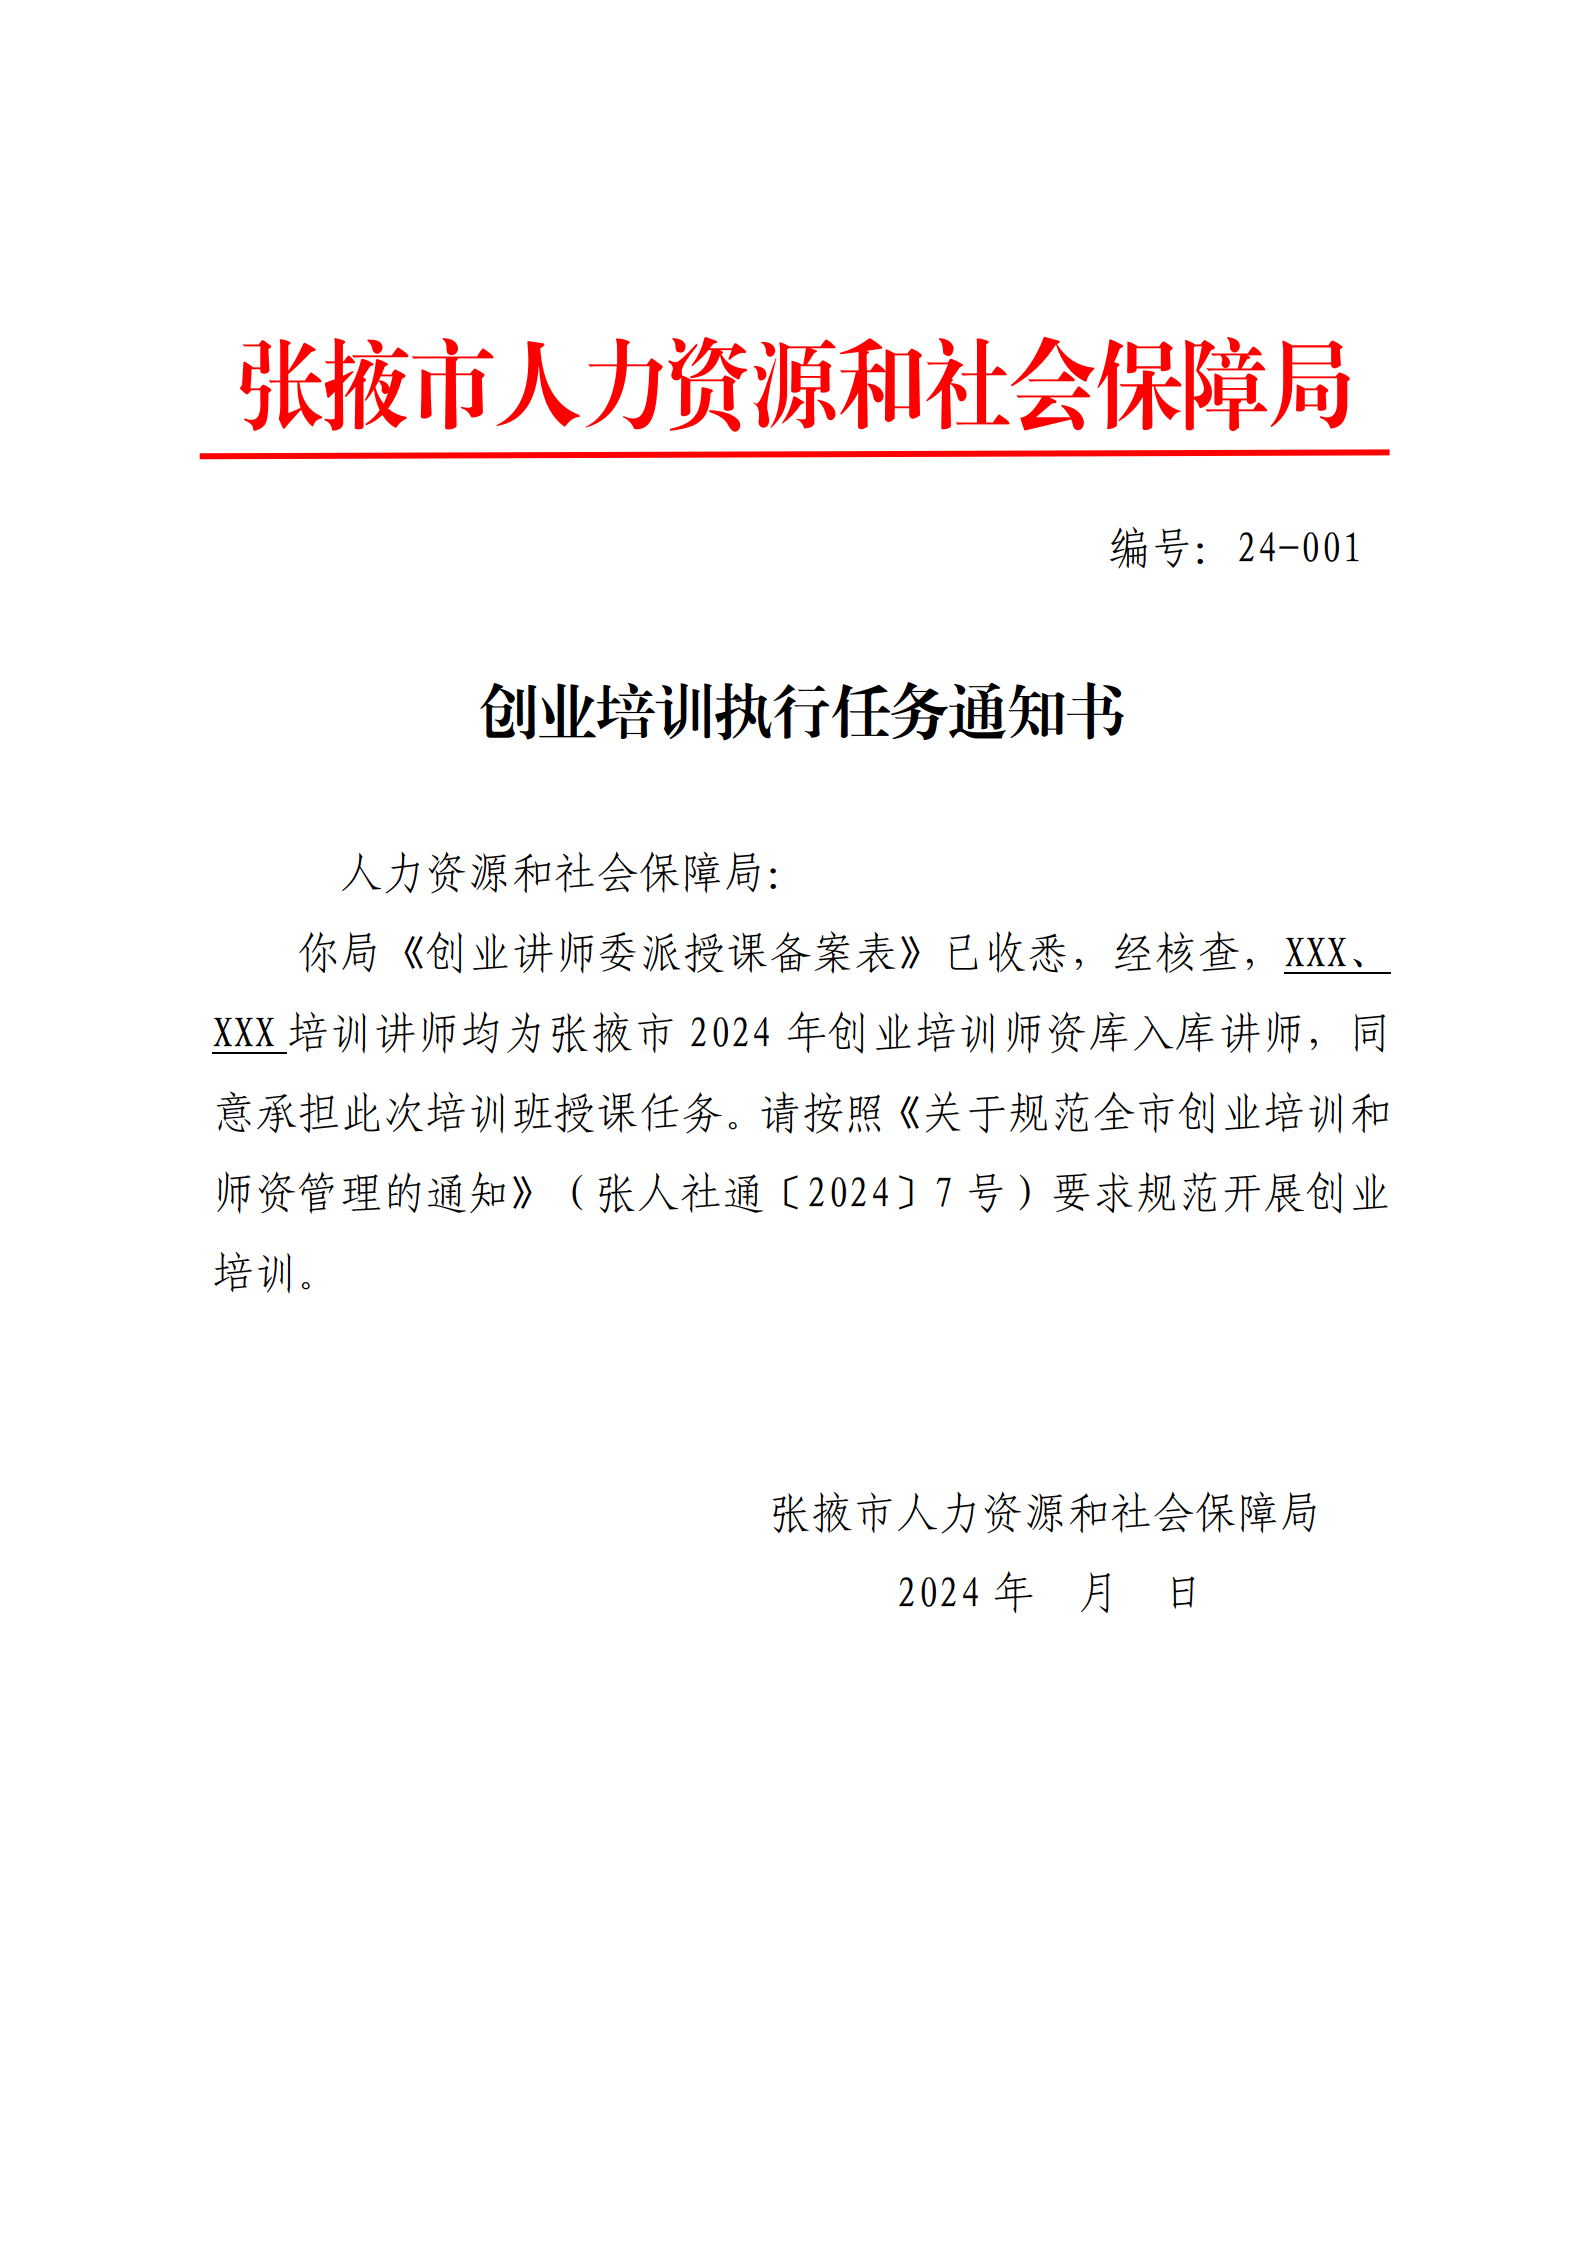 张掖市人力资源和社会保障局
编号：24-001
创业培训执行任务通知书
人力资源和社会保障局：
你局《创业讲师委派授课备案表》已收悉，经核查，XXX、
XXX 培训讲师均为张掖市 2024 年创业培训师资库入库讲师，同
意承担此次培训班授课任务。请按照《关于规范全市创业培训和
师资管理的通知》（张人社通〔2024〕7 号）要求规范开展创业
培训。
张掖市人力资源和社会保障局
2024 年　月　日